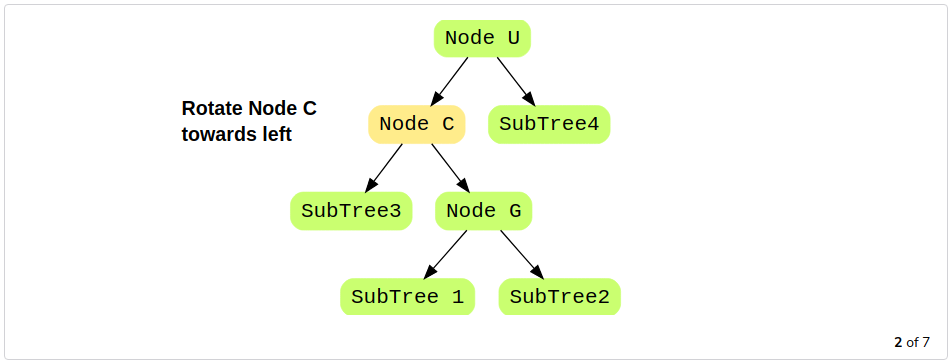 Node U
Rotate Node C
towards left
Node C
SubTree4
SubTree3
Node G
SubTree 1
SubTree2
2 of 7